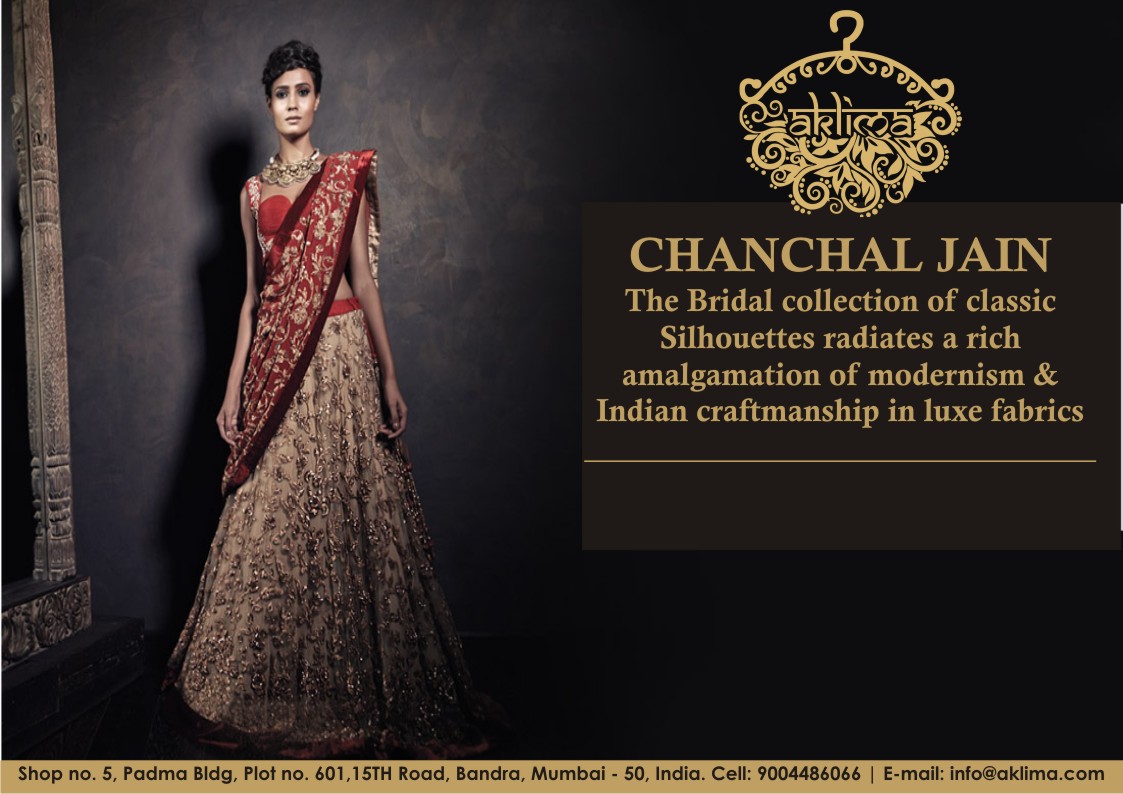 aklima
CHANCHAL JAIN
The Bridal collection of classic
Silhouettes radiates a rich
amalgamation of modernism &
Indian craftmanship in luxe fabrics
Shop no. 5, Padma Bldg, Plot no. 601,15TH Road, Bandra, Mumbai - 50, India. Cell: 9004486066 | E-mail: info@aklima.com